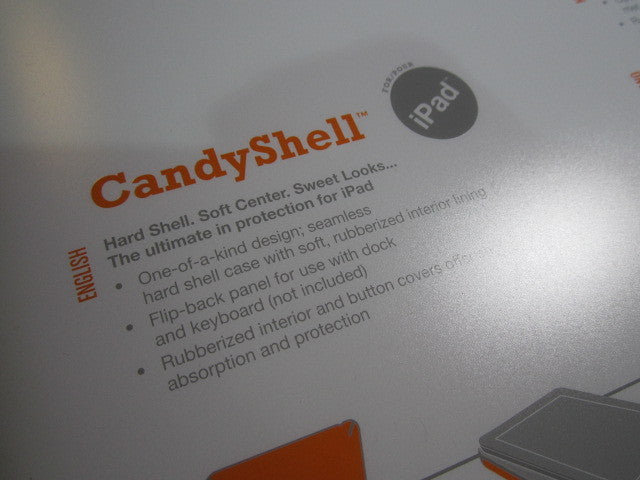 FOR/POUR
iPad
CandyShell™
ENGLISH
Hard Shell. Soft Center. Sweet Looks...
The ultimate in protection for iPad
• One-of-a-kind design; seamless
hard shell case with soft, rubberized interior lining
• Flip-back panel for use with dock
and keyboard (not included)
• Rubberized interior and button covers offer
absorption and protection